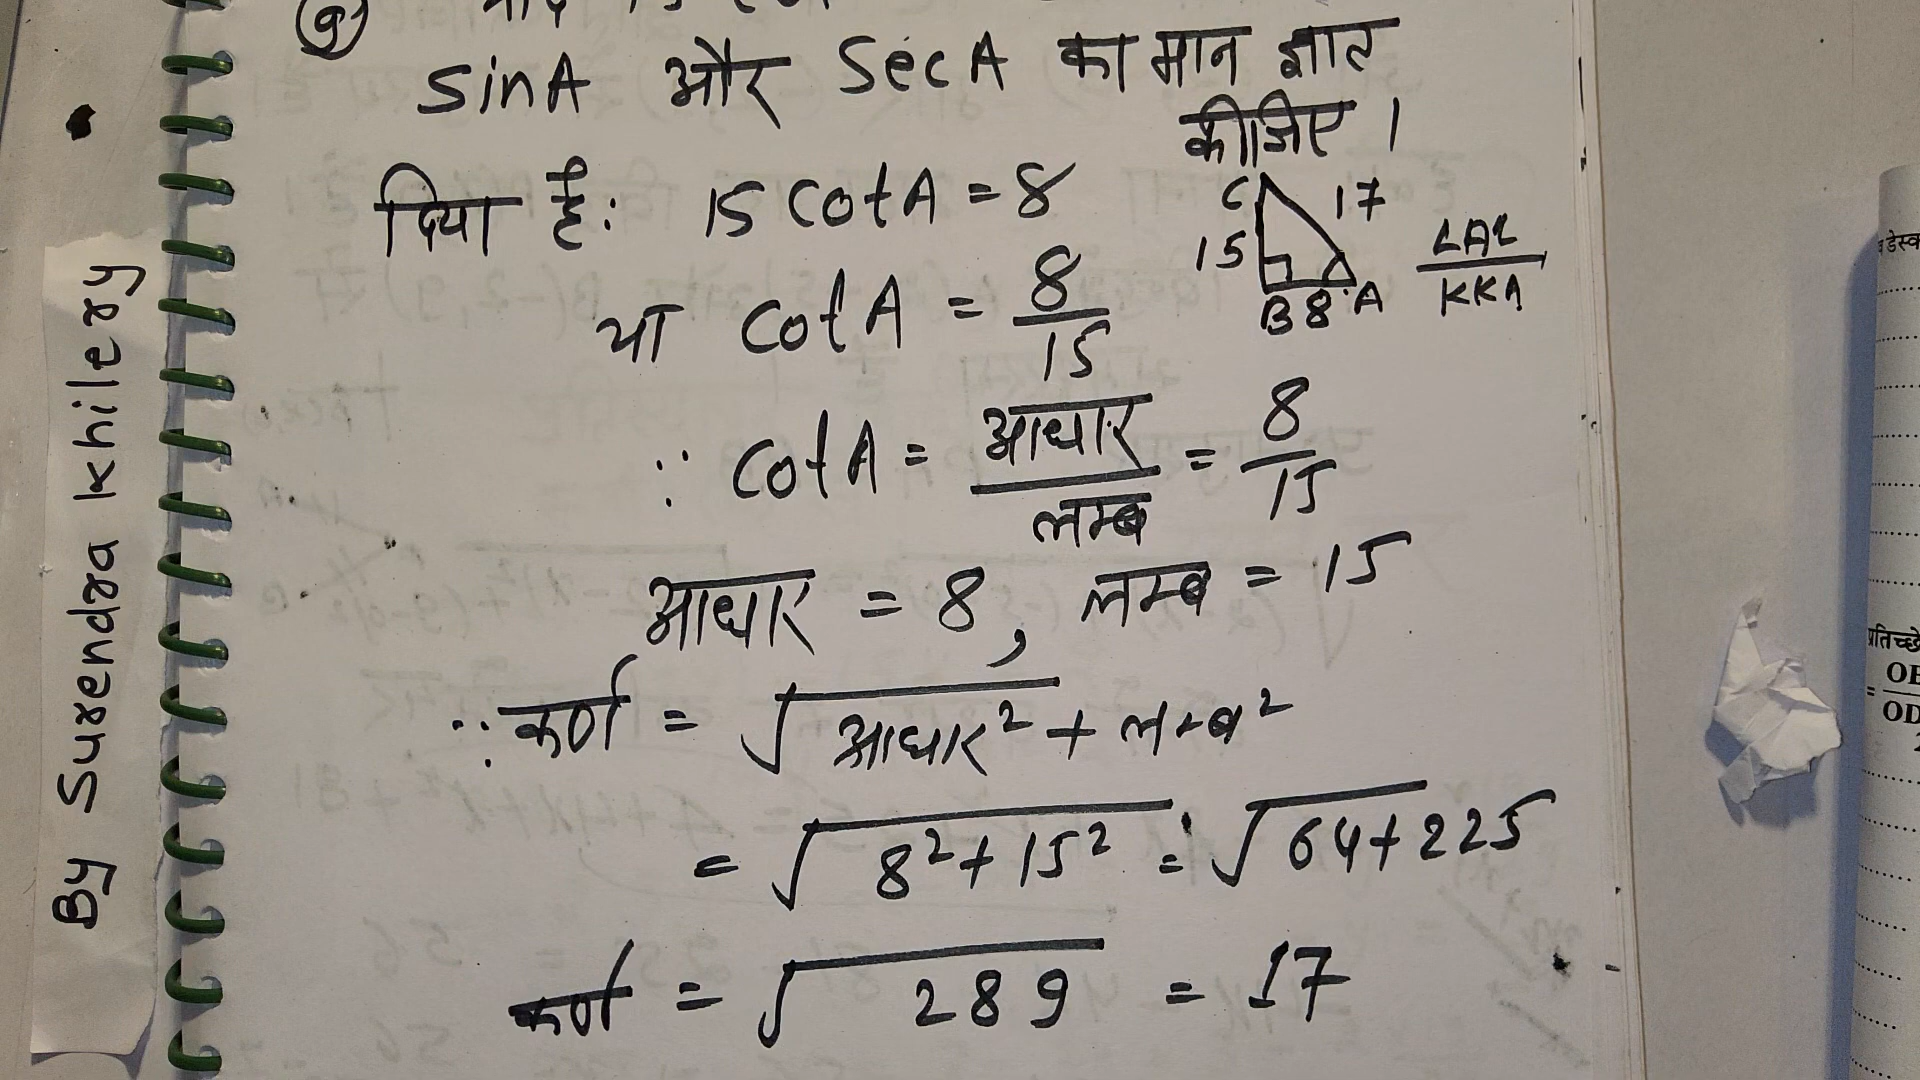 SinA और SecA का मान ज्ञात
कीजिए ।
दिया है: 15 CotA = 8
C 17
15
B 8 A
LAL
KKA
या CotA = 8/15
∵ CotA = आधार/लम्ब = 8/15
आधार = 8, लम्ब = 15
∵ कर्ण = √आधार² + लम्ब²
= √8² + 15² = √64 + 225
कर्ण = √289 = 17
By Surendra Khilery